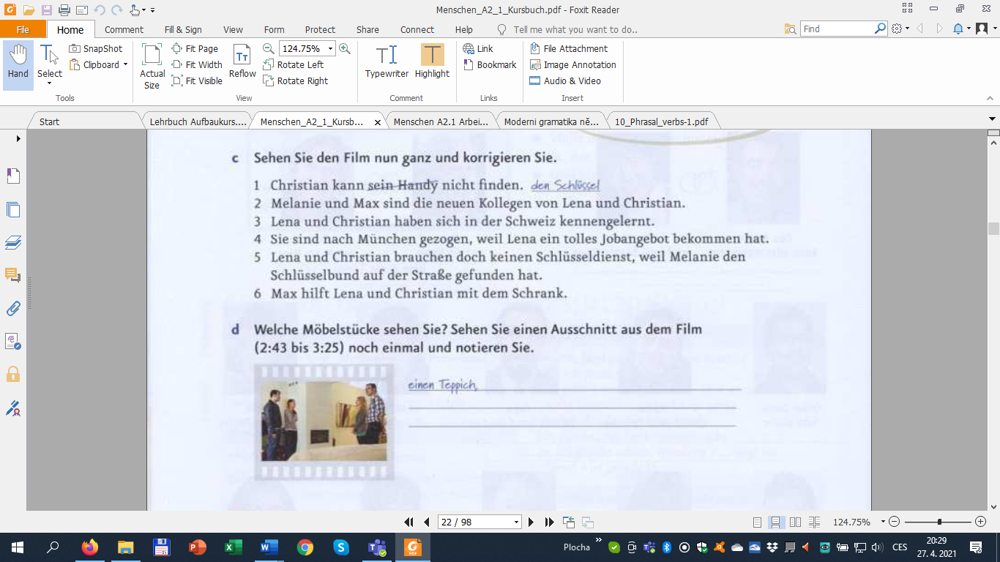 Menschen_A2_1_Kursbuch.pdf - Foxit Reader
File Home Comment Fill & Sign View Form Protect Share Connect Help Tell me what you want to do.. Find
Hand
Select
SnapShot
Clipboard
Actual Size
Fit Page
Fit Width
Fit Visible
Reflow
124.75%
Rotate Left
Rotate Right
Typewriter
Highlight
Link
Bookmark
File Attachment
Image Annotation
Audio & Video
Tools View Comment Links Insert
Start Lehrbuch Aufbaukurs.... Menschen_A2_1_Kursb... Menschen A2.1 Arbei... Moderni gramatika ně... 10_Phrasal_verbs-1.pdf
c Sehen Sie den Film nun ganz und korrigieren Sie.
1 Christian kann sein Handy nicht finden. den Schlüssel
2 Melanie und Max sind die neuen Kollegen von Lena und Christian.
3 Lena und Christian haben sich in der Schweiz kennengelernt.
4 Sie sind nach München gezogen, weil Lena ein tolles Jobangebot bekommen hat.
5 Lena und Christian brauchen doch keinen Schlüsseldienst, weil Melanie den
Schlüsselbund auf der Straße gefunden hat.
6 Max hilft Lena und Christian mit dem Schrank.
d Welche Möbelstücke sehen Sie? Sehen Sie einen Ausschnitt aus dem Film
(2:43 bis 3:25) noch einmal und notieren Sie.
einen Teppich,
22 / 98
124.75%
Plocha
CES
20:29
27. 4. 2021